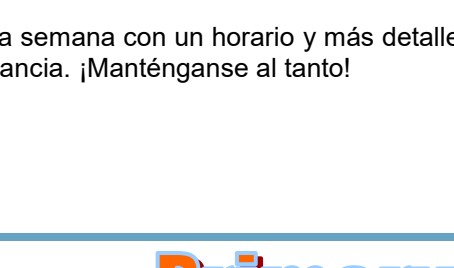 a semana con un horario y más detalle
ancia. ¡Manténganse al tanto!